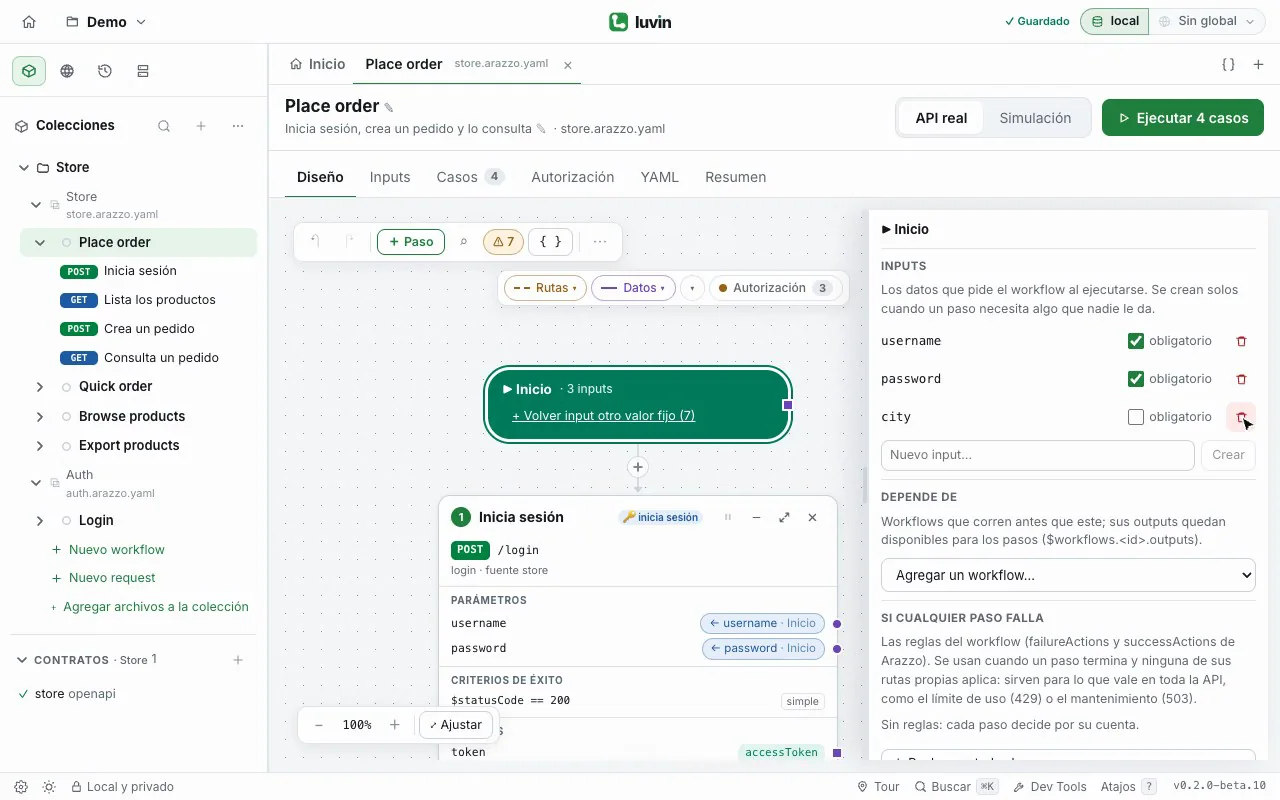 Demo
luvin
✓ Guardado
local
Sin global
Inicio
Place order store.arazzo.yaml ×
{ } +
Colecciones
Store
Store
store.arazzo.yaml
Place order
POST Inicia sesión
GET Lista los productos
POST Crea un pedido
GET Consulta un pedido
Quick order
Browse products
Export products
Auth
auth.arazzo.yaml
Login
+ Nuevo workflow
+ Nuevo request
+ Agregar archivos a la colección
CONTRATOS · Store 1
✓ store openapi
Place order
Inicia sesión, crea un pedido y lo consulta · store.arazzo.yaml
API real
Simulación
Ejecutar 4 casos
Diseño
Inputs
Casos 4
Autorización
YAML
Resumen
+ Paso
7
{ }
···
Rutas
Datos
Autorización 3
Inicio · 3 inputs
+ Volver input otro valor fijo (7)
+
1 Inicia sesión
inicia sesión
POST /login
login · fuente store
PARÁMETROS
username ← username · Inicio
password ← password · Inicio
CRITERIOS DE ÉXITO
$statusCode == 200 simple
token accessToken
− 100% + Ajustar
Inicio
INPUTS
Los datos que pide el workflow al ejecutarse. Se crean solos
cuando un paso necesita algo que nadie le da.
username obligatorio
password obligatorio
city obligatorio
Nuevo input... Crear
DEPENDE DE
Workflows que corren antes que este; sus outputs quedan
disponibles para los pasos ($workflows.<id>.outputs).
Agregar un workflow...
SI CUALQUIER PASO FALLA
Las reglas del workflow (failureActions y successActions de
Arazzo). Se usan cuando un paso termina y ninguna de sus
rutas propias aplica: sirven para lo que vale en toda la API,
como el límite de uso (429) o el mantenimiento (503).
Sin reglas: cada paso decide por su cuenta.
Local y privado
Tour
Buscar ⌘K
Dev Tools
Atajos ?
v0.2.0-beta.10